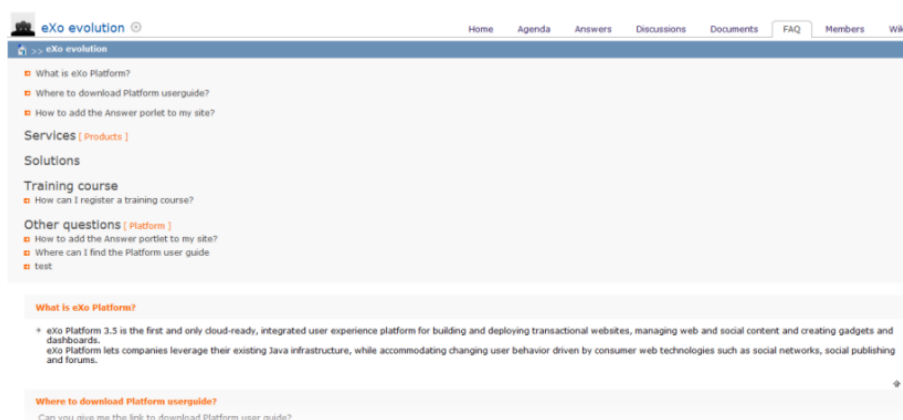 eXo evolution
Home Agenda Answers Discussions Documents FAQ Members Wik
>> eXo evolution
What is eXo Platform?
Where to download Platform userguide?
How to add the Answer porlet to my site?
Services [ Products ]
Solutions
Training course
How can I register a training course?
Other questions [ Platform ]
How to add the Answer portlet to my site?
Where can I find the Platform user guide
test
What is eXo Platform?
eXo Platform 3.5 is the first and only cloud-ready, integrated user experience platform for building and deploying transactional websites, managing web and social content and creating gadgets and
dashboards.
eXo Platform lets companies leverage their existing Java infrastructure, while accommodating changing user behavior driven by consumer web technologies such as social networks, social publishing
and forums.
Where to download Platform userguide?
Can you give me the link to download Platform user guide?